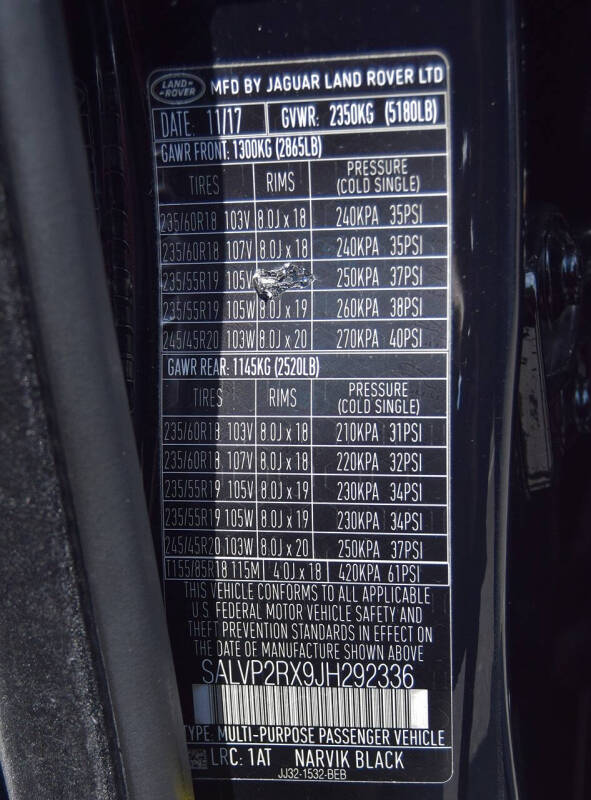 LAND ROVER MFD BY JAGUAR LAND ROVER LTD
DATE: 11/17 GVWR: 2350KG (5180LB)
GAWR FRONT: 1300KG (2865LB)
TIRES RIMS PRESSURE (COLD SINGLE)
235/60R18 103V 8.0J x 18 240KPA 35PSI
235/60R18 107V 8.0J x 18 240KPA 35PSI
235/55R19 105V 250KPA 37PSI
235/55R19 105W 8.0J x 19 260KPA 38PSI
245/45R20 103W 8.0J x 20 270KPA 40PSI
GAWR REAR: 1145KG (2520LB)
TIRES RIMS PRESSURE (COLD SINGLE)
235/60R18 103V 8.0J x 18 210KPA 31PSI
235/60R18 107V 8.0J x 18 220KPA 32PSI
235/55R19 105V 8.0J x 19 230KPA 34PSI
235/55R19 105W 8.0J x 19 230KPA 34PSI
245/45R20 103W 8.0J x 20 250KPA 37PSI
T155/85R18 115M 4.0J x 18 420KPA 61PSI
THIS VEHICLE CONFORMS TO ALL APPLICABLE
U.S. FEDERAL MOTOR VEHICLE SAFETY AND
THEFT PREVENTION STANDARDS IN EFFECT ON
THE DATE OF MANUFACTURE SHOWN ABOVE
SALVP2RX9JH292336
TYPE: MULTI-PURPOSE PASSENGER VEHICLE
LRC: 1AT NARVIK BLACK
JJ32-1532-BEB